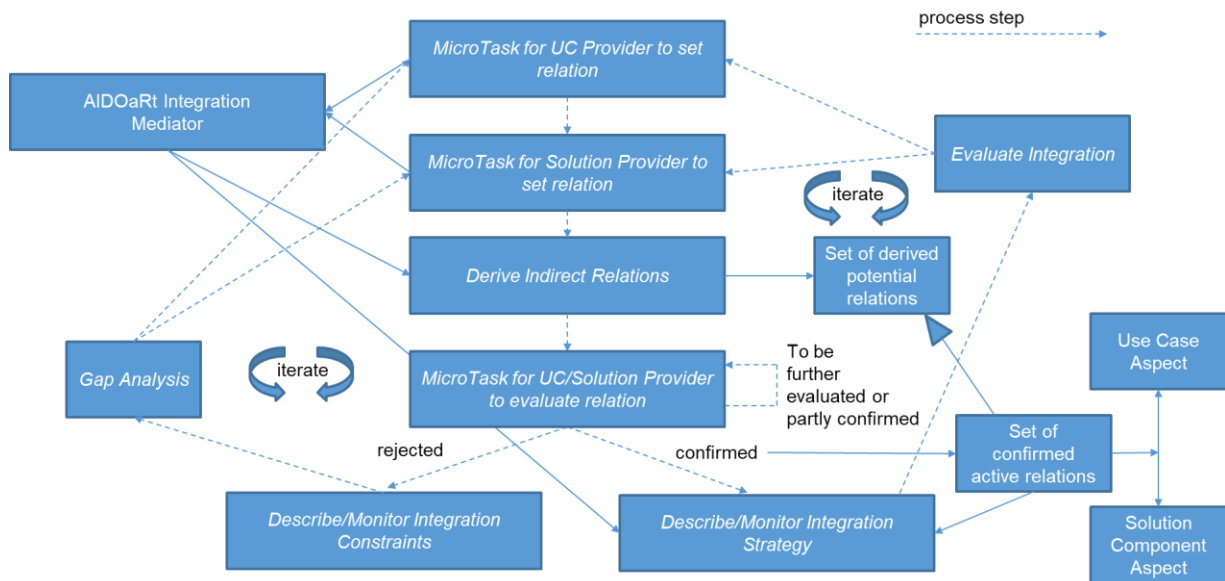 process step
MicroTask for UC Provider to set
relation
AIDOaRt Integration
Mediator
MicroTask for Solution Provider to
set relation
Evaluate Integration
iterate
Derive Indirect Relations
Set of derived
potential
relations
Use Case
Aspect
Gap Analysis
iterate
MicroTask for UC/Solution Provider
to evaluate relation
To be
further
evaluated or
partly confirmed
rejected
confirmed
Set of
confirmed
active relations
Describe/Monitor Integration
Constraints
Describe/Monitor Integration
Strategy
Solution
Component
Aspect